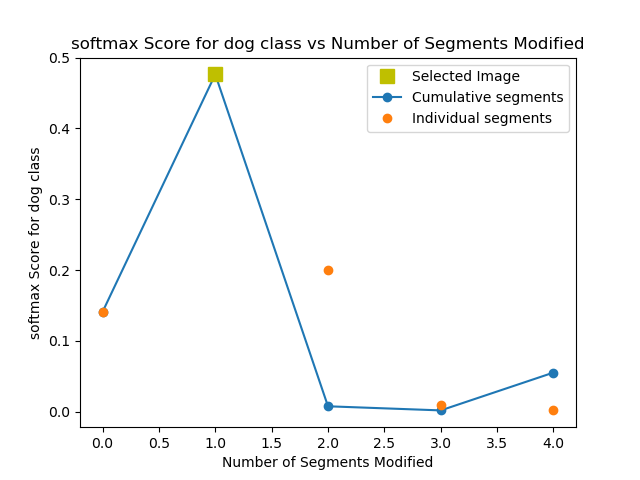 softmax Score for dog class vs Number of Segments Modified
Selected Image
Cumulative segments
Individual segments
softmax Score for dog class
0.5
0.4
0.3
0.2
0.1
0.0
0.0 0.5 1.0 1.5 2.0 2.5 3.0 3.5 4.0
Number of Segments Modified